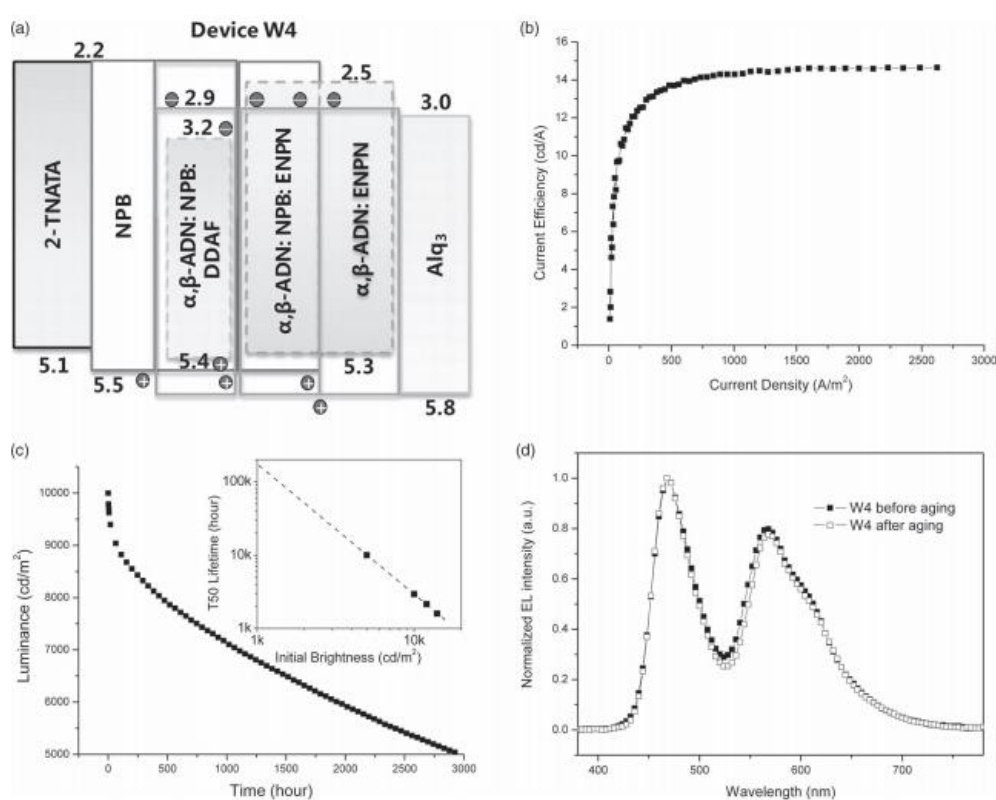 (a)
Device W4
2.2
2.9
3.2
2.5
3.0
2-TNATA
NPB
α,β-ADN: NPB:
DDAF
α,β-ADN: NPB: ENPN
α,β-ADN: ENPN
Alq3
5.1
5.5
5.4
5.3
5.8
(b)
Current Efficiency (cd/A)
16
14
12
10
8
6
4
2
0
0 500 1000 1500 2000 2500 3000
Current Density (A/m²)
(c)
Luminance (cd/m²)
10000
9000
8000
7000
6000
5000
0 500 1000 1500 2000 2500 3000
Time (hour)
T50 Lifetime (hour)
100k
10k
1k
1k 10k
Initial Brightness (cd/m²)
(d)
Normalized EL intensity (a.u.)
1.0
0.8
0.6
0.4
0.2
0.0
W4 before aging
W4 after aging
400 500 600 700
Wavelength (nm)